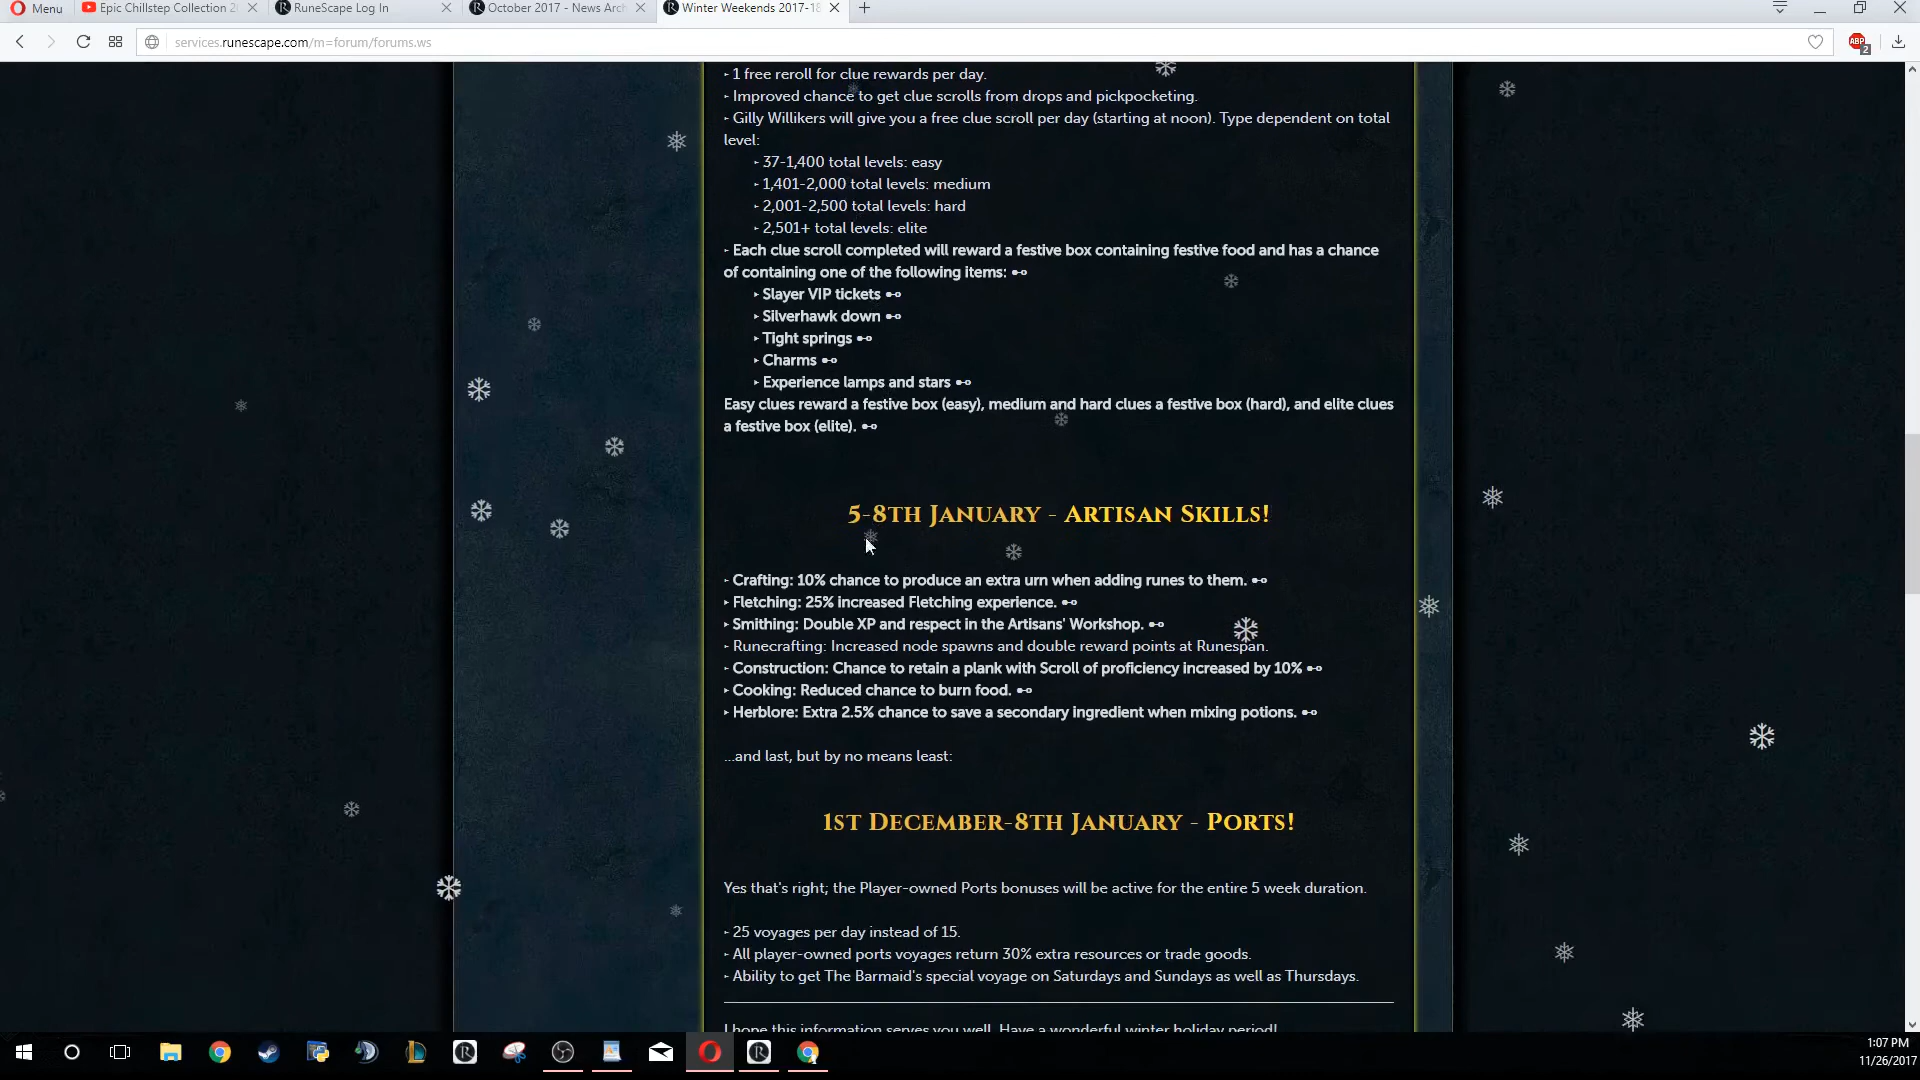 Menu
Epic Chillstep Collection 2
RuneScape Log In
October 2017 - News Arch
Winter Weekends 2017-18
services.runescape.com/m=forum/forums.ws
ABP
2
‣ 1 free reroll for clue rewards per day.
‣ Improved chance to get clue scrolls from drops and pickpocketing.
‣ Gilly Willikers will give you a free clue scroll per day (starting at noon). Type dependent on total
level:
‣ 37-1,400 total levels: easy
‣ 1,401-2,000 total levels: medium
‣ 2,001-2,500 total levels: hard
‣ 2,501+ total levels: elite
‣ Each clue scroll completed will reward a festive box containing festive food and has a chance
of containing one of the following items: ⊷
‣ Slayer VIP tickets ⊷
‣ Silverhawk down ⊷
‣ Tight springs ⊷
‣ Charms ⊷
‣ Experience lamps and stars ⊷
Easy clues reward a festive box (easy), medium and hard clues a festive box (hard), and elite clues
a festive box (elite). ⊷
5-8TH JANUARY - ARTISAN SKILLS!
‣ Crafting: 10% chance to produce an extra urn when adding runes to them. ⊷
‣ Fletching: 25% increased Fletching experience. ⊷
‣ Smithing: Double XP and respect in the Artisans' Workshop. ⊷
‣ Runecrafting: Increased node spawns and double reward points at Runespan.
‣ Construction: Chance to retain a plank with Scroll of proficiency increased by 10% ⊷
‣ Cooking: Reduced chance to burn food. ⊷
‣ Herblore: Extra 2.5% chance to save a secondary ingredient when mixing potions. ⊷
...and last, but by no means least:
1ST DECEMBER-8TH JANUARY - PORTS!
Yes that's right; the Player-owned Ports bonuses will be active for the entire 5 week duration.
‣ 25 voyages per day instead of 15.
‣ All player-owned ports voyages return 30% extra resources or trade goods.
‣ Ability to get The Barmaid's special voyage on Saturdays and Sundays as well as Thursdays.
I hope this information serves you well. Have a wonderful winter holiday period!
1:07 PM
11/26/2017